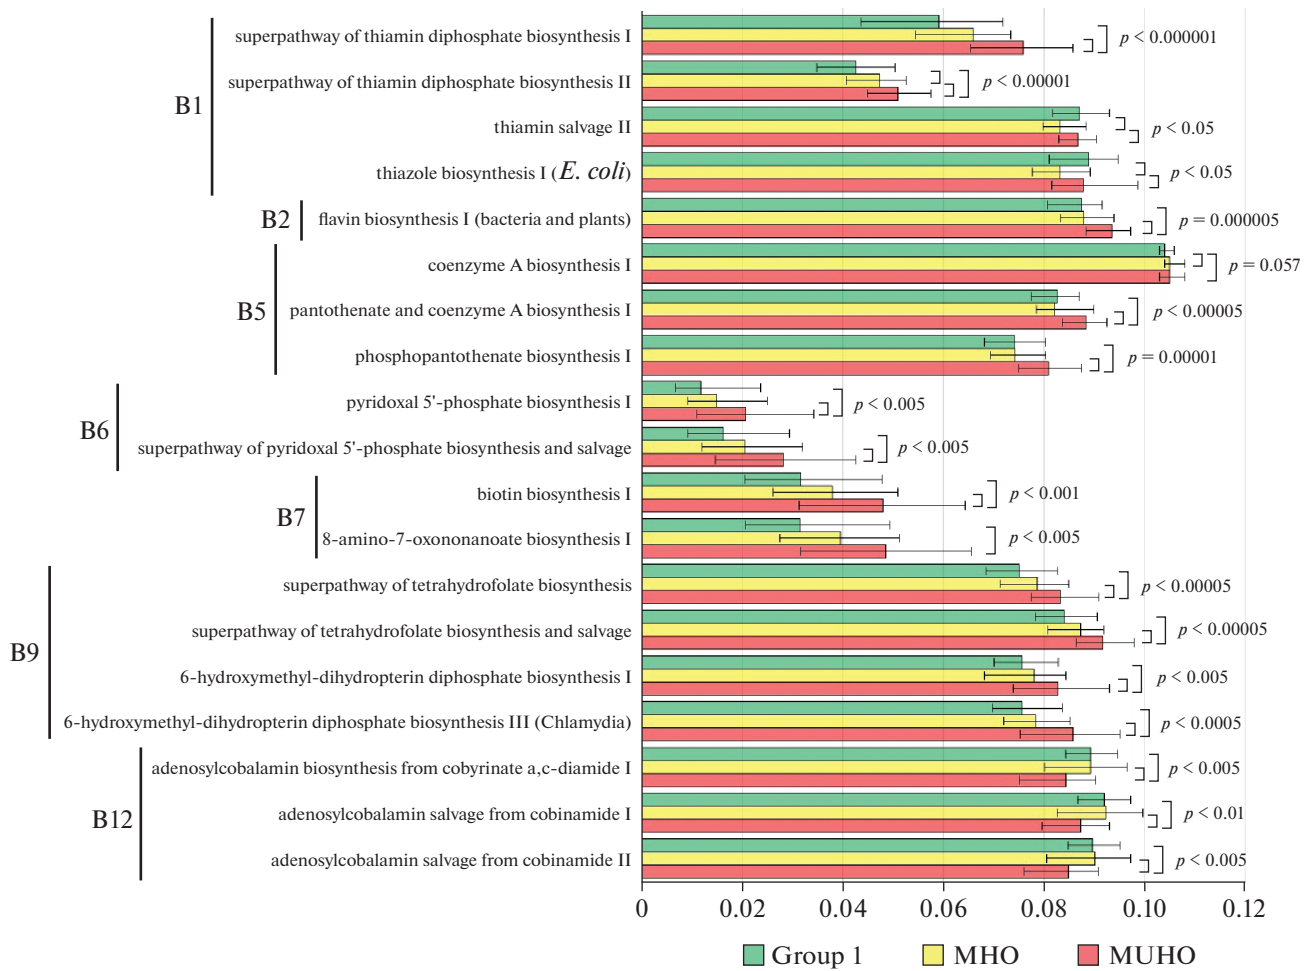 B1
superpathway of thiamin diphosphate biosynthesis I
p < 0.000001
superpathway of thiamin diphosphate biosynthesis II
p < 0.00001
thiamin salvage II
p < 0.05
thiazole biosynthesis I (E. coli)
p < 0.05
B2
flavin biosynthesis I (bacteria and plants)
p = 0.000005
B5
coenzyme A biosynthesis I
p = 0.057
pantothenate and coenzyme A biosynthesis I
p < 0.00005
phosphopantothenate biosynthesis I
p = 0.00001
B6
pyridoxal 5'-phosphate biosynthesis I
p < 0.005
superpathway of pyridoxal 5'-phosphate biosynthesis and salvage
p < 0.005
B7
biotin biosynthesis I
p < 0.001
8-amino-7-oxononanoate biosynthesis I
p < 0.005
B9
superpathway of tetrahydrofolate biosynthesis
p < 0.00005
superpathway of tetrahydrofolate biosynthesis and salvage
p < 0.00005
6-hydroxymethyl-dihydropterin diphosphate biosynthesis I
p < 0.005
6-hydroxymethyl-dihydropterin diphosphate biosynthesis III (Chlamydia)
p < 0.0005
B12
adenosylcobalamin biosynthesis from cobyrinate a,c-diamide I
p < 0.005
adenosylcobalamin salvage from cobinamide I
p < 0.01
adenosylcobalamin salvage from cobinamide II
p < 0.005
0 0.02 0.04 0.06 0.08 0.10 0.12
Group 1 MHO MUHO